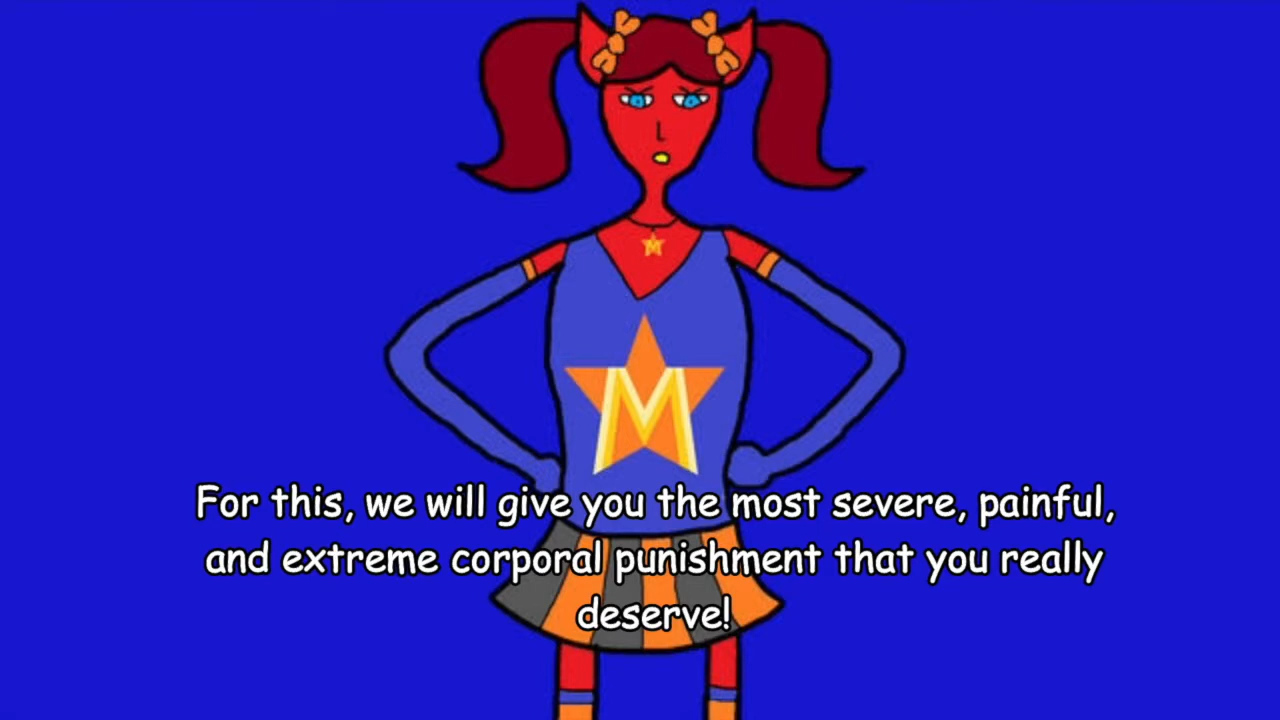 M
M
For this, we will give you the most severe, painful,
and extreme corporal punishment that you really
deserve!